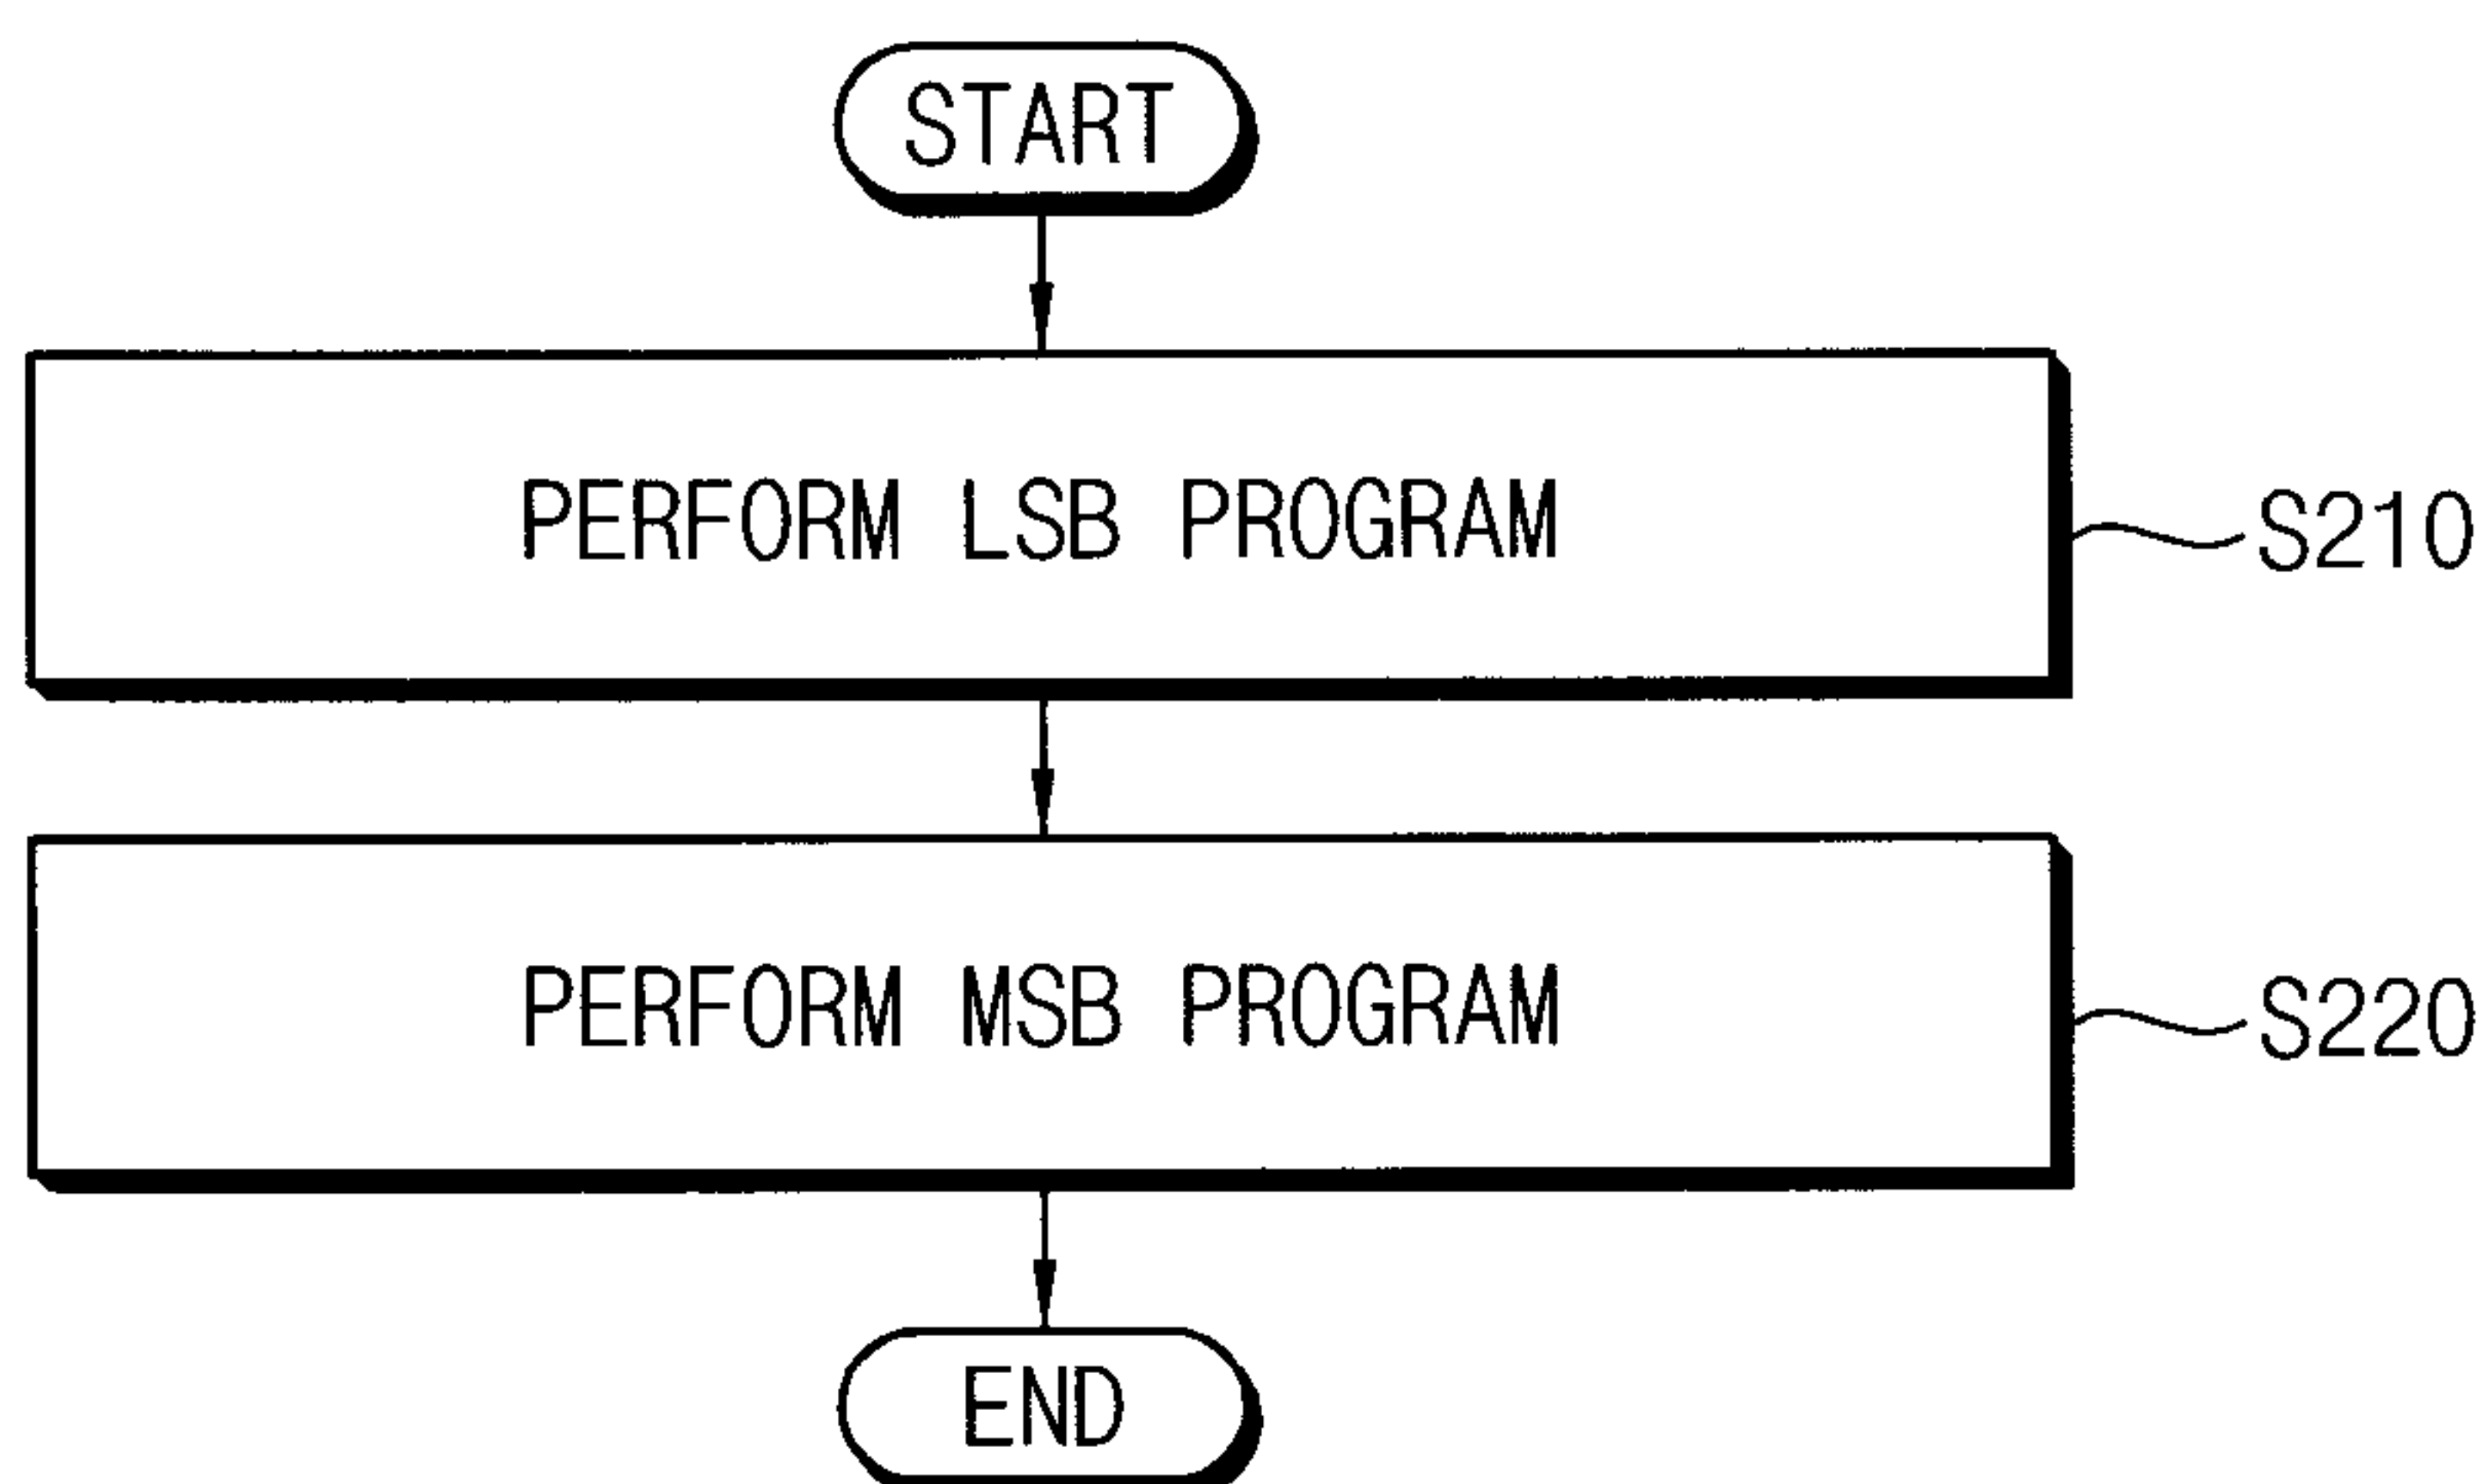 START
PERFORM LSB PROGRAM
S210
PERFORM MSB PROGRAM
S220
END